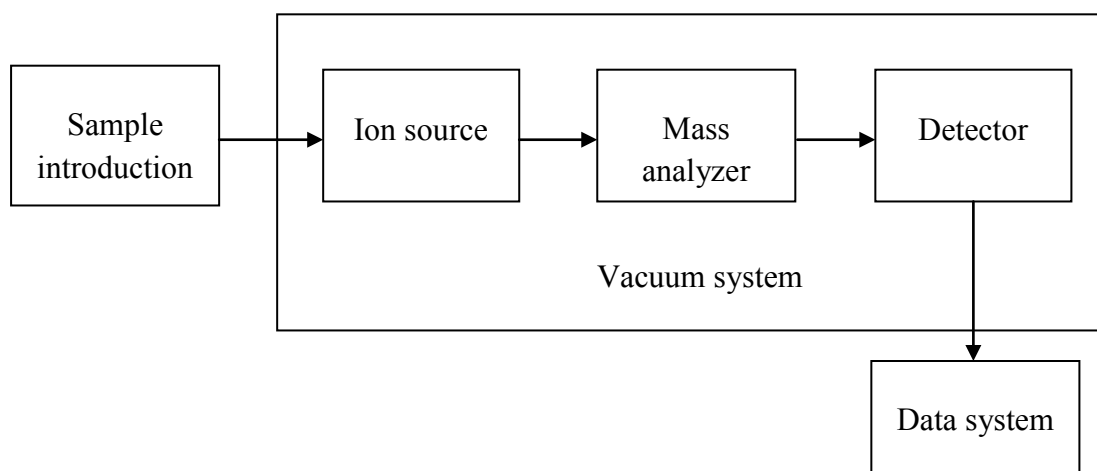 Sample
introduction
Ion source
Mass
analyzer
Detector
Vacuum system
Data system